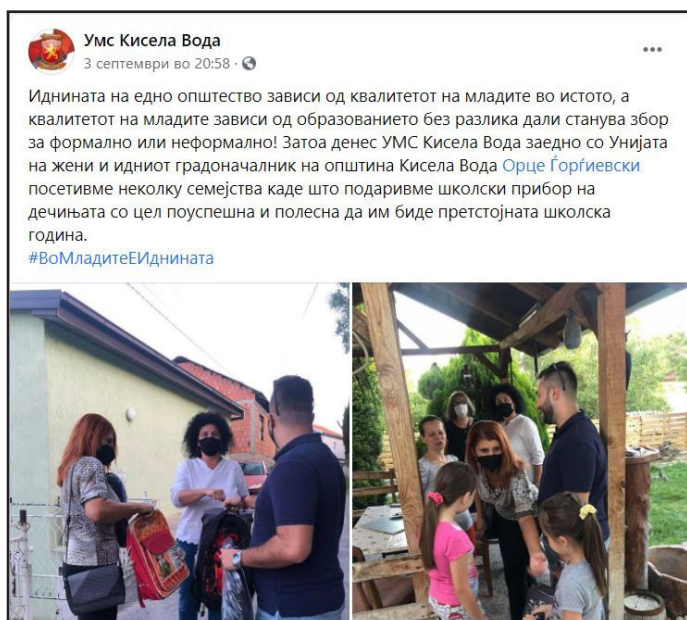 Умс Кисела Вода
3 септември во 20:58 ·
Иднината на едно општество зависи од квалитетот на младите во истото, а
квалитетот на младите зависи од образованието без разлика дали станува збор
за формално или неформално! Затоа денес УМС Кисела Вода заедно со Унијата
на жени и идниот градоначалник на општина Кисела Вода Орце Ѓорѓиевски
посетивме неколку семејства каде што подаривме школски прибор на
дечињата со цел поуспешна и полесна да им биде претстојната школска
година.
#ВоМладитеЕИднината